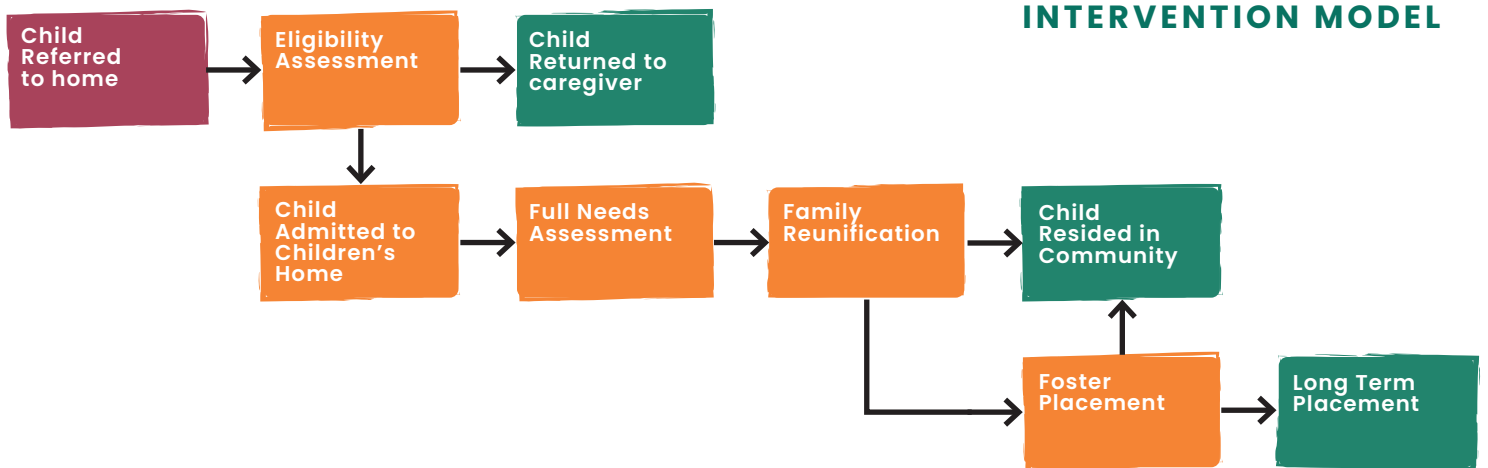 INTERVENTION MODEL
Child
Referred
to home
Eligibility
Assessment
Child
Returned to
caregiver
Child
Admitted to
Children's
Home
Full Needs
Assessment
Family
Reunification
Child
Resided in
Community
Foster
Placement
Long Term
Placement